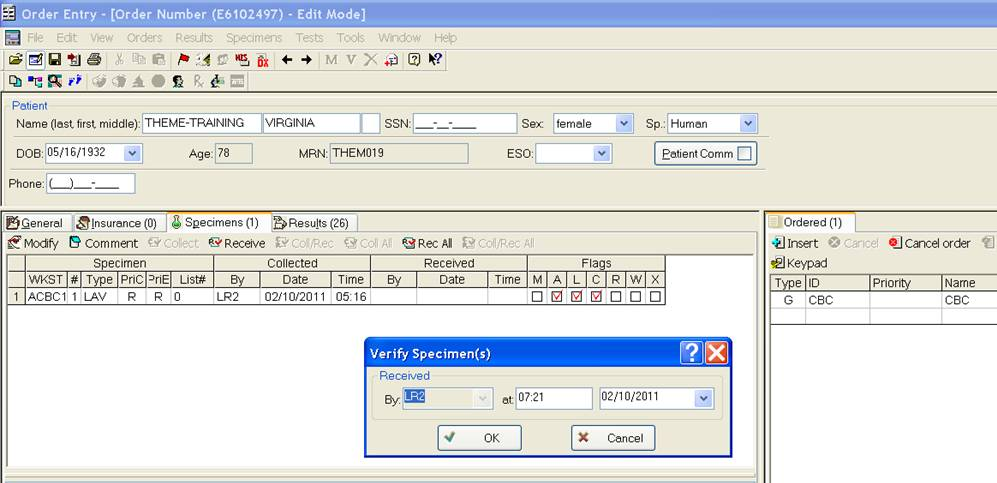 Order Entry - [Order Number (E6102497) - Edit Mode]
File Edit View Orders Results Specimens Tests Tools Window Help
M V
Patient
Name (last, first, middle): THEME-TRAINING VIRGINIA SSN: ___-__-____ Sex: female Sp.: Human
DOB: 05/16/1932 Age: 78 MRN: THEM019 ESO: Patient Comm
Phone: (___)___-____
General Insurance (0) Specimens (1) Results (26) Ordered (1)
Modify Comment Collect Receive Coll/Rec Coll All Rec All Coll/Rec All Insert Cancel Cancel order
Keypad
Specimen Collected Received Flags
WKST # Type PriC PriE List# By Date Time By Date Time M A L C R W X Type ID Priority Name
1 ACBC1 1 LAV R R 0 LR2 02/10/2011 05:16 G CBC CBC
Verify Specimen(s)
Received
By: LR2 at: 07:21 02/10/2011
OK Cancel